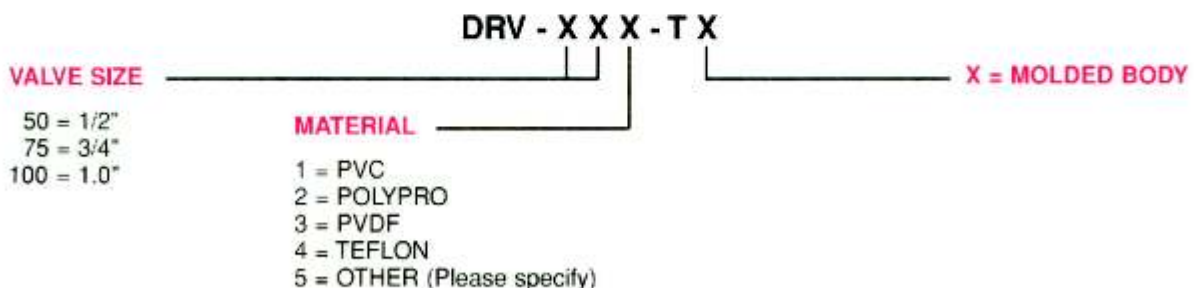 DRV - X X X - T X
VALVE SIZE
X = MOLDED BODY
50 = 1/2"
75 = 3/4"
100 = 1.0"
MATERIAL
1 = PVC
2 = POLYPRO
3 = PVDF
4 = TEFLON
5 = OTHER (Please specify)